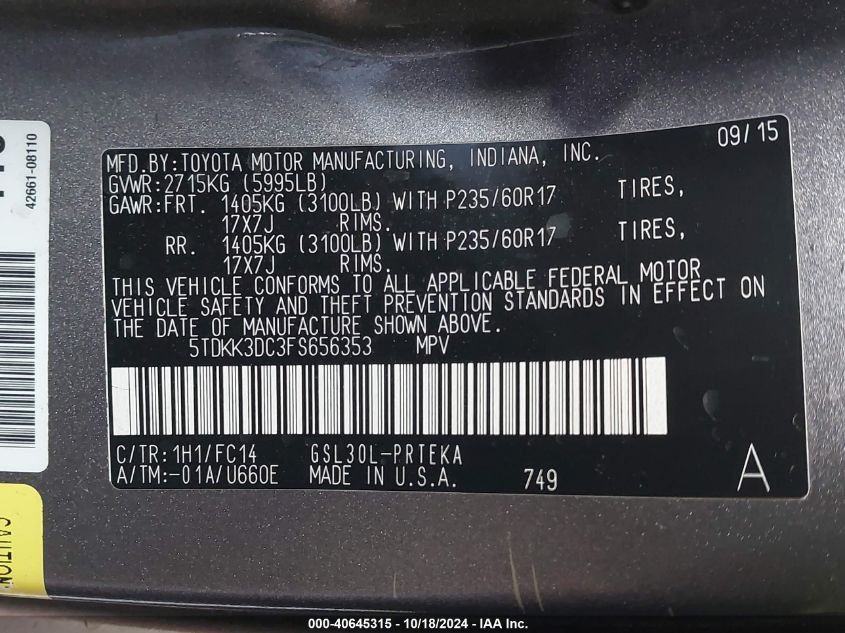 09/15
MFD.BY:TOYOTA MOTOR MANUFACTURING, INDIANA, INC.
GVWR:2715KG (5995LB)
GAWR:FRT. 1405KG (3100LB) WITH P235/60R17 TIRES,
17X7J RIMS.
RR. 1405KG (3100LB) WITH P235/60R17 TIRES,
17X7J RIMS.
THIS VEHICLE CONFORMS TO ALL APPLICABLE FEDERAL MOTOR
VEHICLE SAFETY AND THEFT PREVENTION STANDARDS IN EFFECT ON
THE DATE OF MANUFACTURE SHOWN ABOVE.
5TDKK3DC3FS656353 MPV
C/TR:1H1/FC14 GSL30L-PRTEKA
A/TM:-01A/U660E MADE IN U.S.A. 749 A
42661-08110
CAUTION
000-40645315 - 10/18/2024 - IAA Inc.